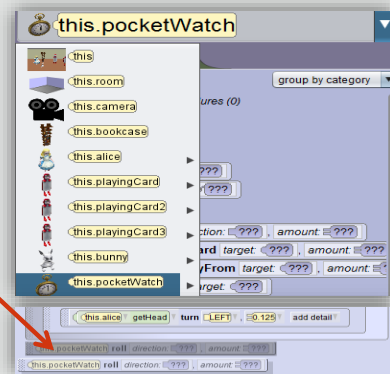 this.pocketWatch
this
this.room
group by category
this.camera
ures (0)
this.bookcase
this.alice
???
this.playingCard
???
this.playingCard2
ction: ??? , amount: ???
this.playingCard3
ard target: ??? , amount: ???
this.bunny
yFrom target: ??? , amount: ?
this.pocketWatch
rget: ???
this.alice getHead turn LEFT , 0.125 add detail
this.pocketWatch roll direction: ??? , amount: ???
this.pocketWatch roll direction: ??? , amount: ???